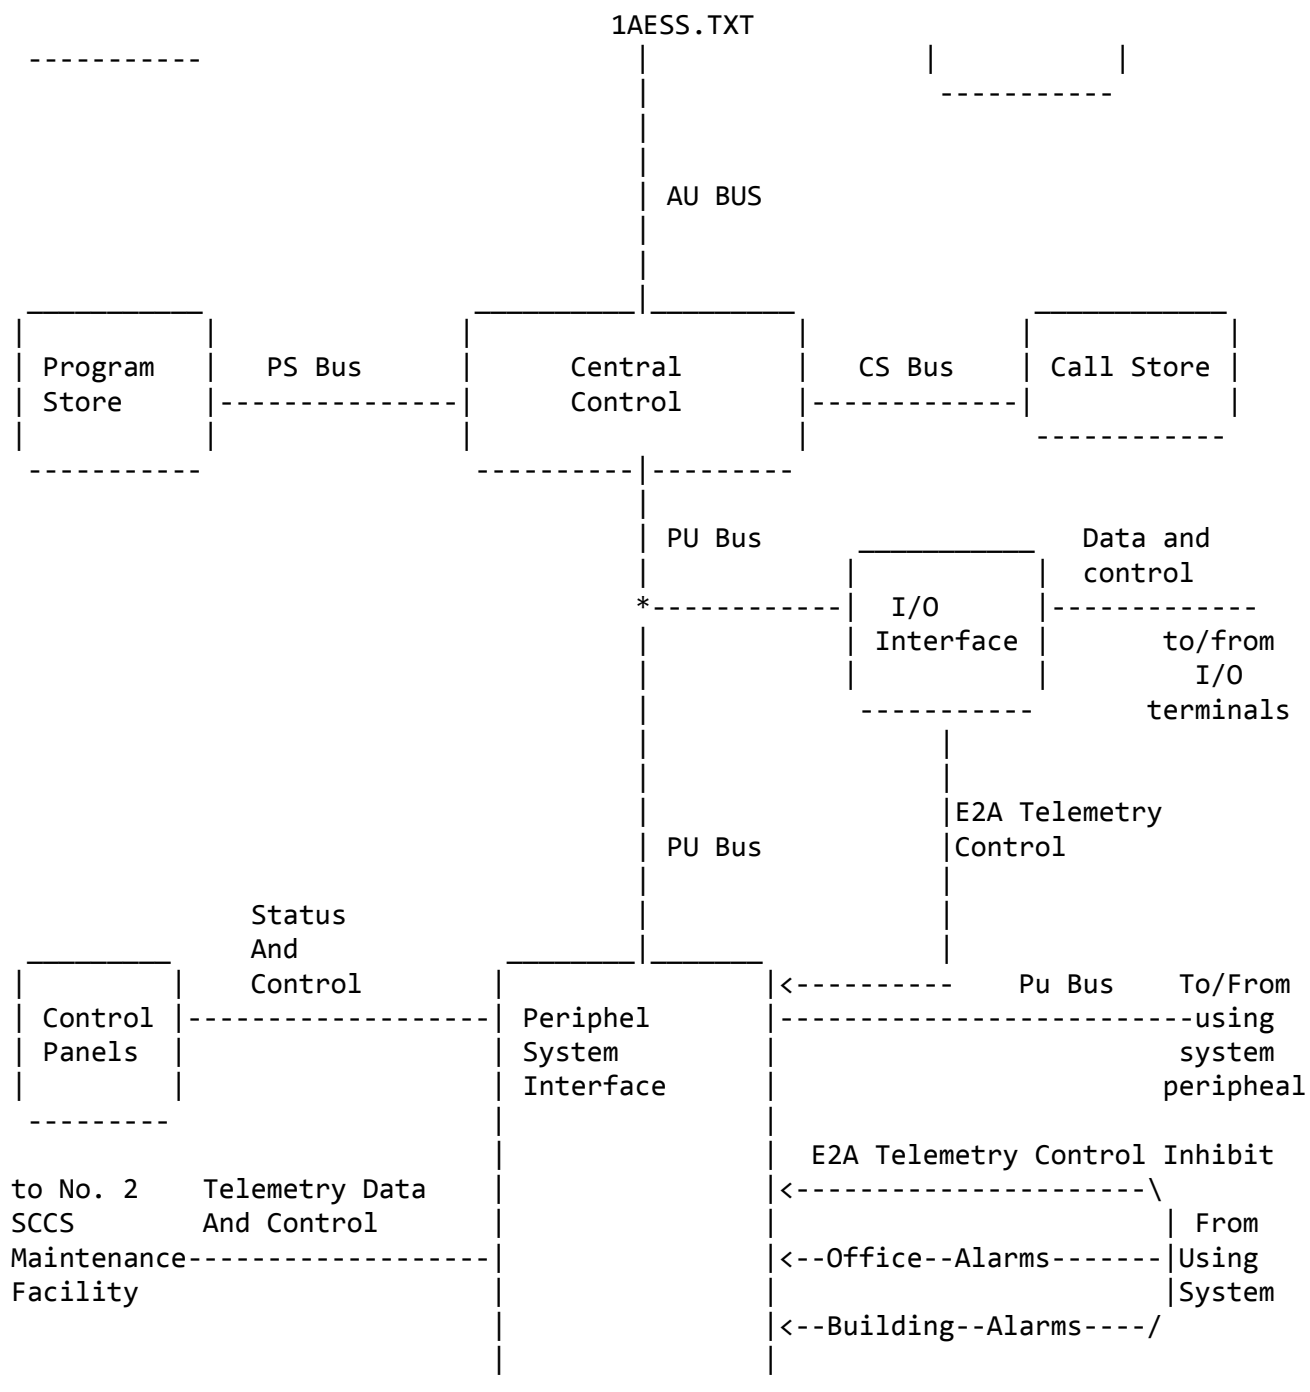 1AESS.TXT
AU BUS
Program PS Bus Central CS Bus Call Store
Store Control
PU Bus Data and
control
I/O
Interface to/from
I/O
terminals
E2A Telemetry
PU Bus Control
Status
And
Control Pu Bus To/From
Control Periphel using
Panels System system
Interface peripheal
E2A Telemetry Control Inhibit
to No. 2 Telemetry Data
SCCS And Control From
Maintenance Office--Alarms Using
Facility System
Building--Alarms